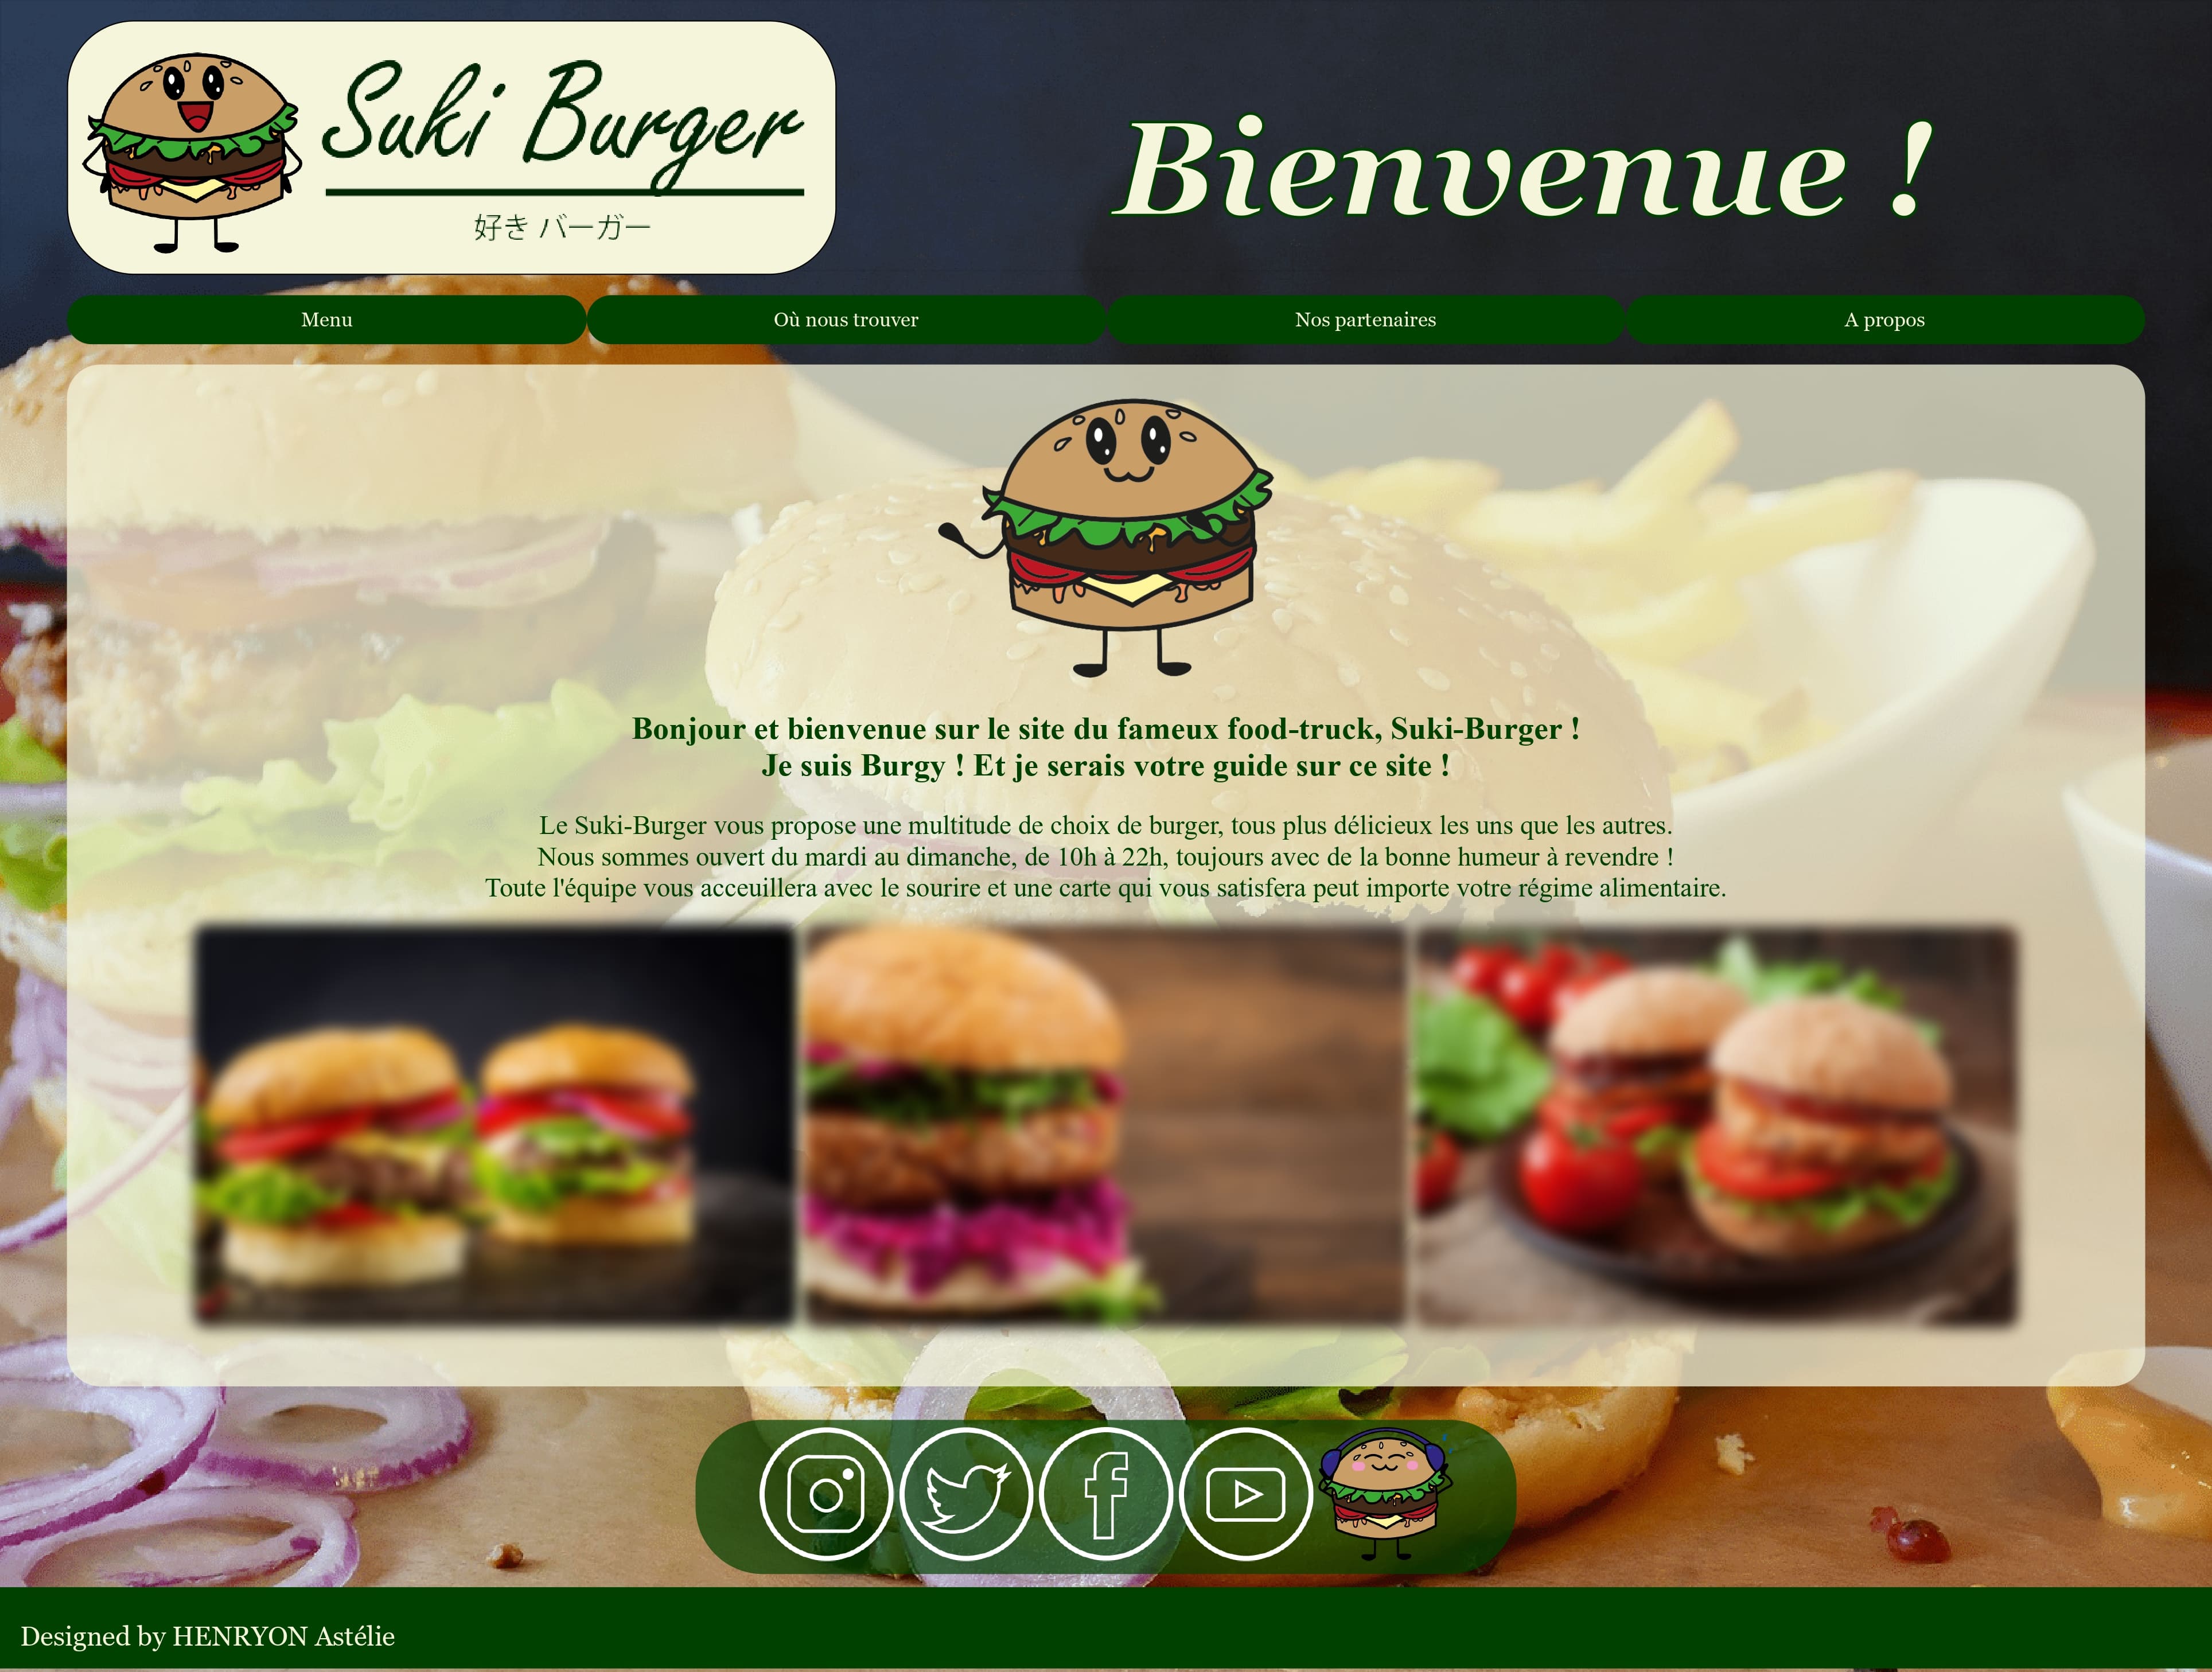 Suki Burger
好き バーガー
Bienvenue !
Menu
Où nous trouver
Nos partenaires
A propos
Bonjour et bienvenue sur le site du fameux food-truck, Suki-Burger !
Je suis Burgy ! Et je serais votre guide sur ce site !
Le Suki-Burger vous propose une multitude de choix de burger, tous plus délicieux les uns que les autres.
Nous sommes ouvert du mardi au dimanche, de 10h à 22h, toujours avec de la bonne humeur à revendre !
Toute l'équipe vous acceuillera avec le sourire et une carte qui vous satisfera peut importe votre régime alimentaire.
Designed by HENRYON Astélie